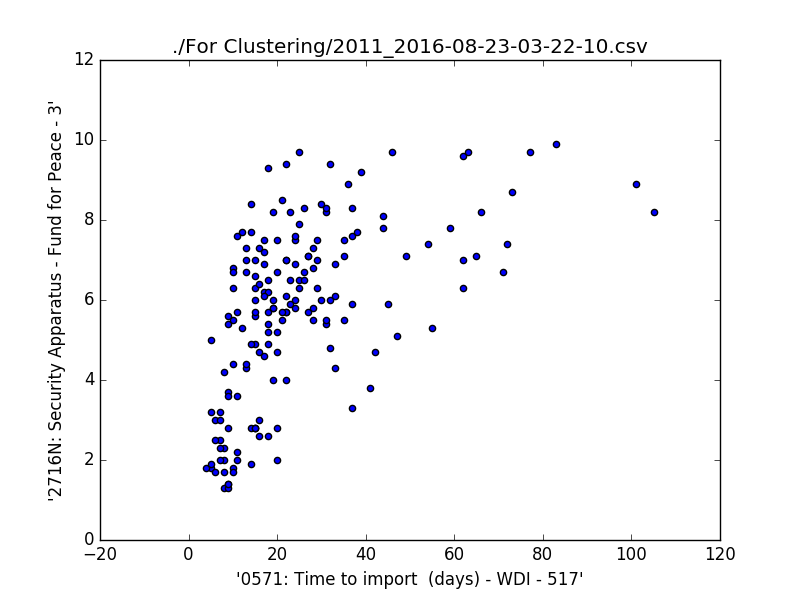 ./For Clustering/2011_2016-08-23-03-22-10.csv
12
10
8
6
4
2
0
'2716N: Security Apparatus - Fund for Peace - 3'
−20 0 20 40 60 80 100 120
'0571: Time to import  (days) - WDI - 517'